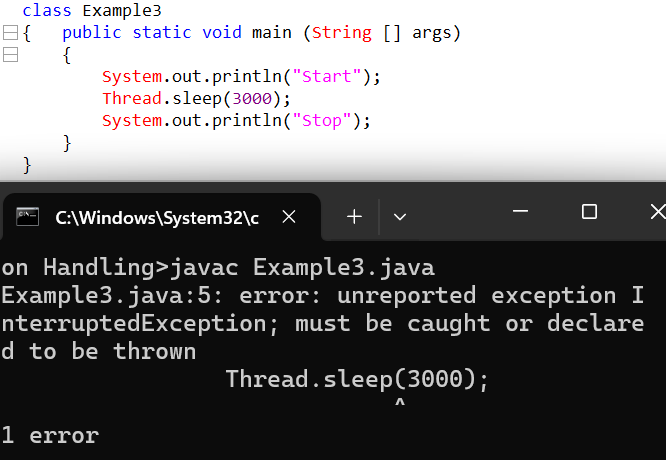 class Example3
{   public static void main (String [] args)
    {
        System.out.println("Start");
        Thread.sleep(3000);
        System.out.println("Stop");
    }
}
C:\Windows\System32\c
on Handling>javac Example3.java
Example3.java:5: error: unreported exception I
nterruptedException; must be caught or declare
d to be thrown
                Thread.sleep(3000);
                            ^
1 error